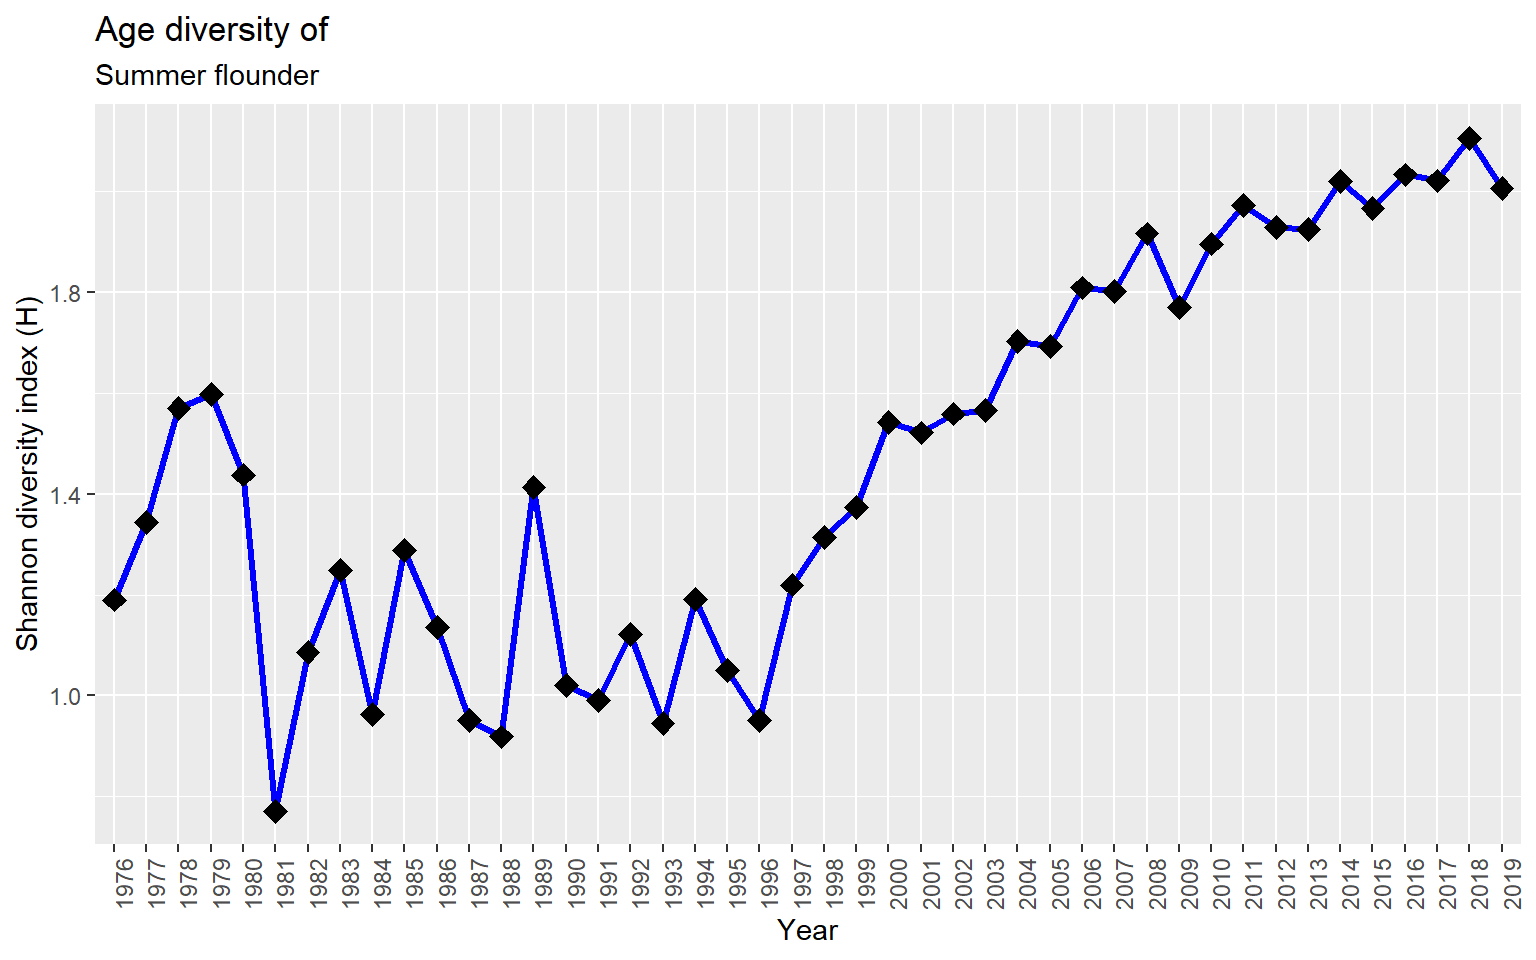 Age diversity of
Summer flounder
Shannon diversity index (H)
1.8
1.4
1.0
1976 1977 1978 1979 1980 1981 1982 1983 1984 1985 1986 1987 1988 1989 1990 1991 1992 1993 1994 1995 1996 1997 1998 1999 2000 2001 2002 2003 2004 2005 2006 2007 2008 2009 2010 2011 2012 2013 2014 2015 2016 2017 2018 2019
Year